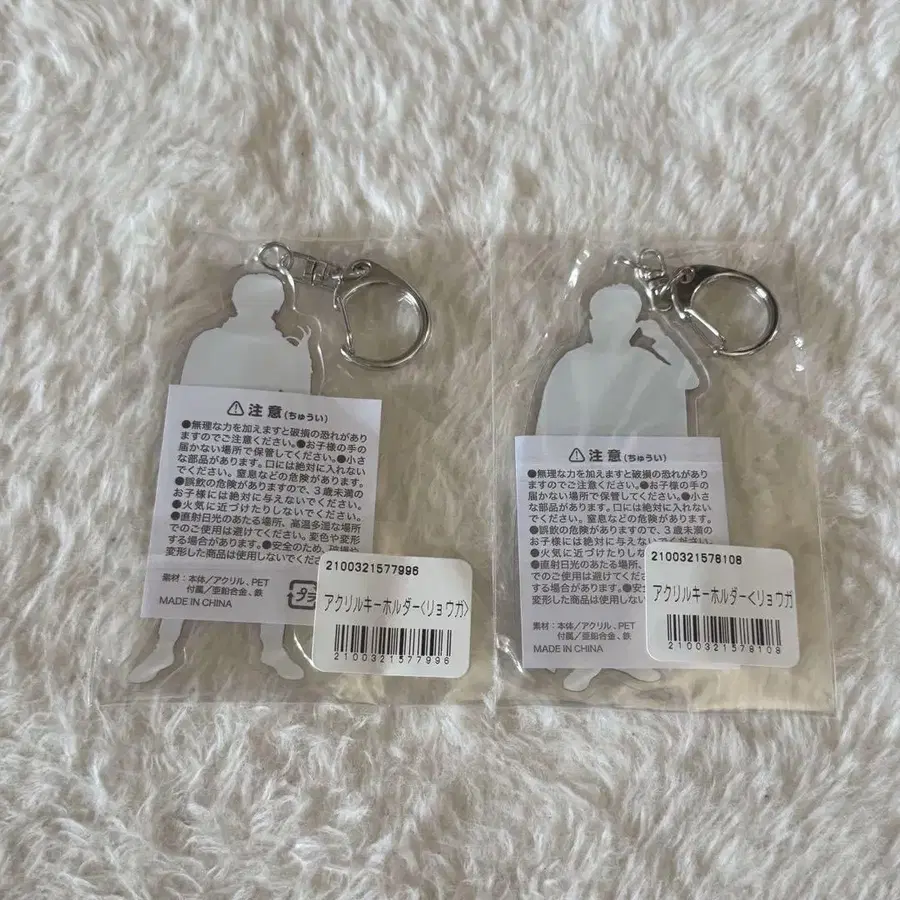 ⚠注意(ちゅうい)
●無理な力を加えますと破損の恐れがあり
ますのでご注意ください。●お子様の手の
届かない場所で保管してください。●小さ
な部品があります。口には絶対に入れない
でください。窒息などの危険があります。
●誤飲の危険がありますので、3歳未満の
お子様には絶対に与えないでください。
●火気に近づけたりしないでください。
●直射日光のあたる場所、高温多湿な場所
でのご使用は避けてください。変色や変形
する場合があります。●安全のため、破損や
変形した商品は使用しないでくだ
素材:本体/アクリル、PET
付属/亜鉛合金、鉄
MADE IN CHINA
プラ
2100321577996
アクリルキーホルダー<リョウガ>
2100321577996
⚠注意(ちゅうい)
●無理な力を加えますと破損の恐れがあり
ますのでご注意ください。●お子様の手の
届かない場所で保管してください。●小さ
な部品があります。口には絶対に入れない
でください。窒息などの危険があります。
●誤飲の危険がありますので、3歳未満の
お子様には絶対に与えないでください。
●火気に近づけたりしな
●直射日光のあたる場所、
でのご使用は避けてくださ
する場合があります。●安
変形した商品は使用しない
素材:本体/アクリル、PET
付属/亜鉛合金、鉄
MADE IN CHINA
2100321578108
アクリルキーホルダー<リョウガ
2100321578108